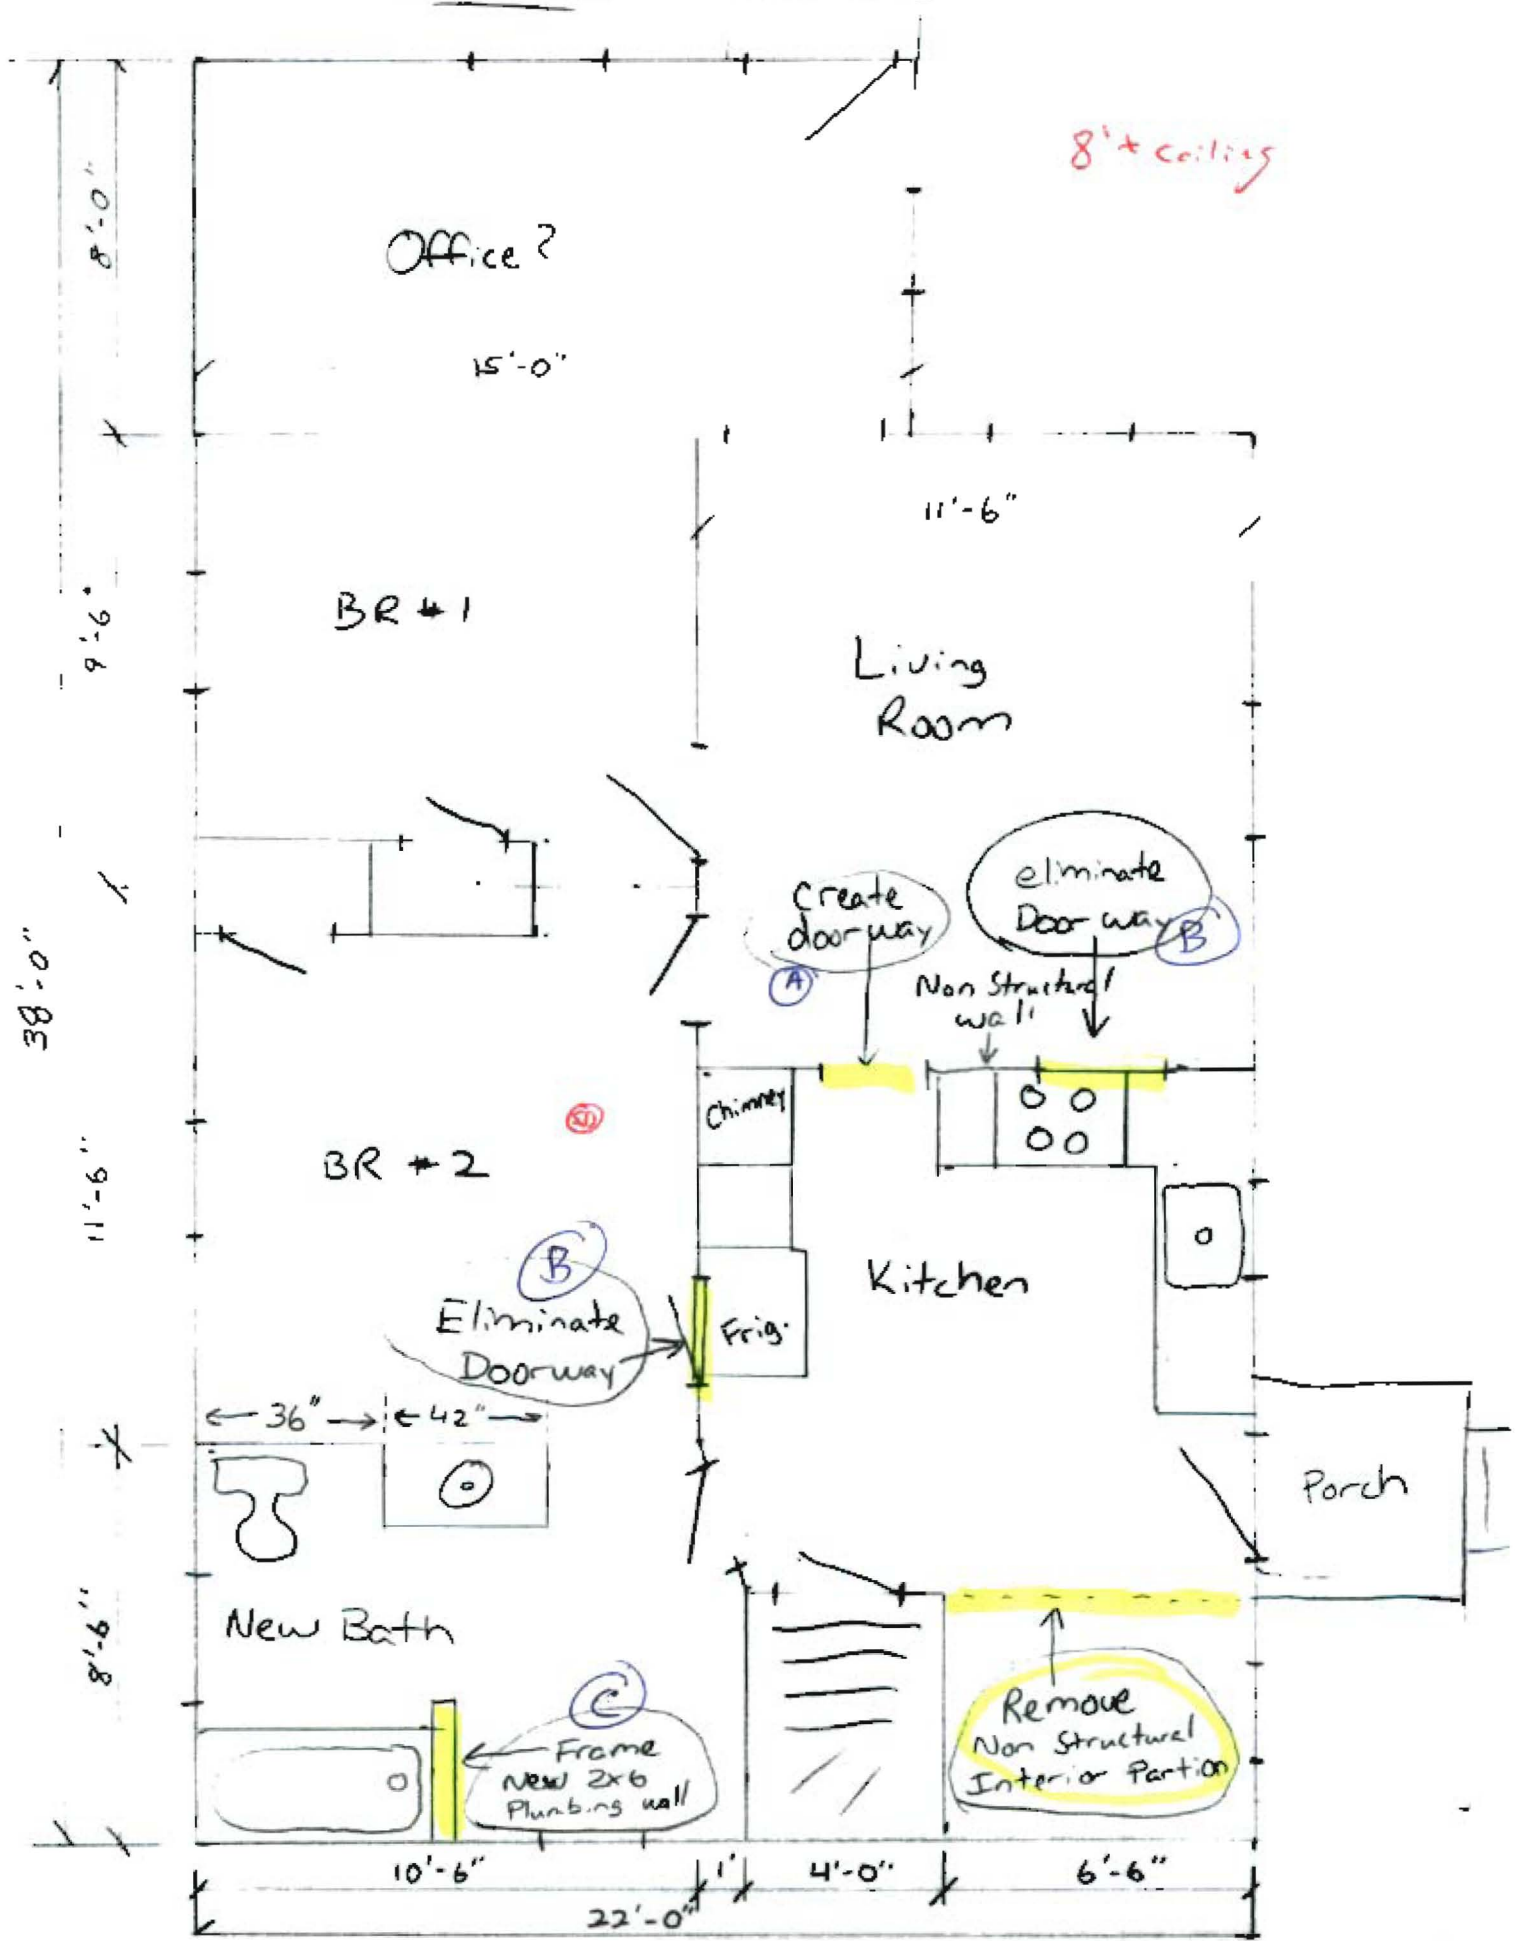 8'+ ceiling
8'-0"
Office?
15'-0"
11'-6"
9'-6"
BR #1
Living
Room
create
doorway
A
eliminate
Door way
B
Non Structural
wall
38'-0"
Chimney
BR #2
11'-6"
B
Eliminate
Doorway
Frig.
Kitchen
36"
42"
Porch
8'-6"
New Bath
C
Frame
New 2x6
Plumbing wall
Remove
Non Structural
Interior Partion
10'-6"
1'
4'-0"
6'-6"
22'-0"